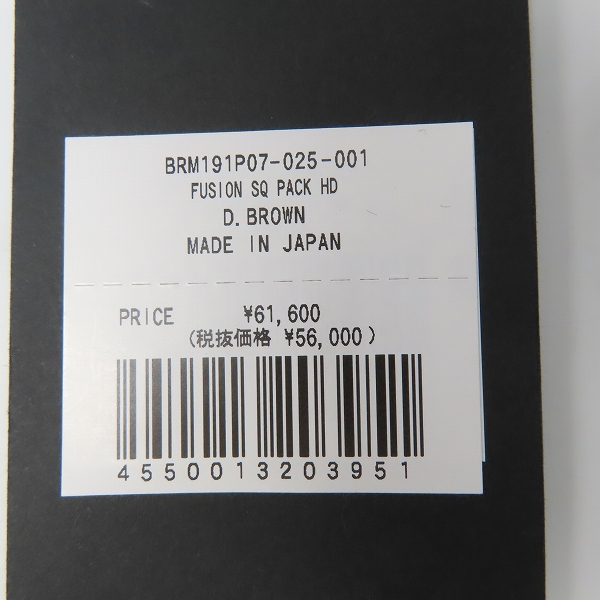 BRM191P07-025-001
FUSION SQ PACK HD
D.BROWN
MADE IN JAPAN
PRICE ¥61,600
(税抜価格 ¥56,000)
4550013203951